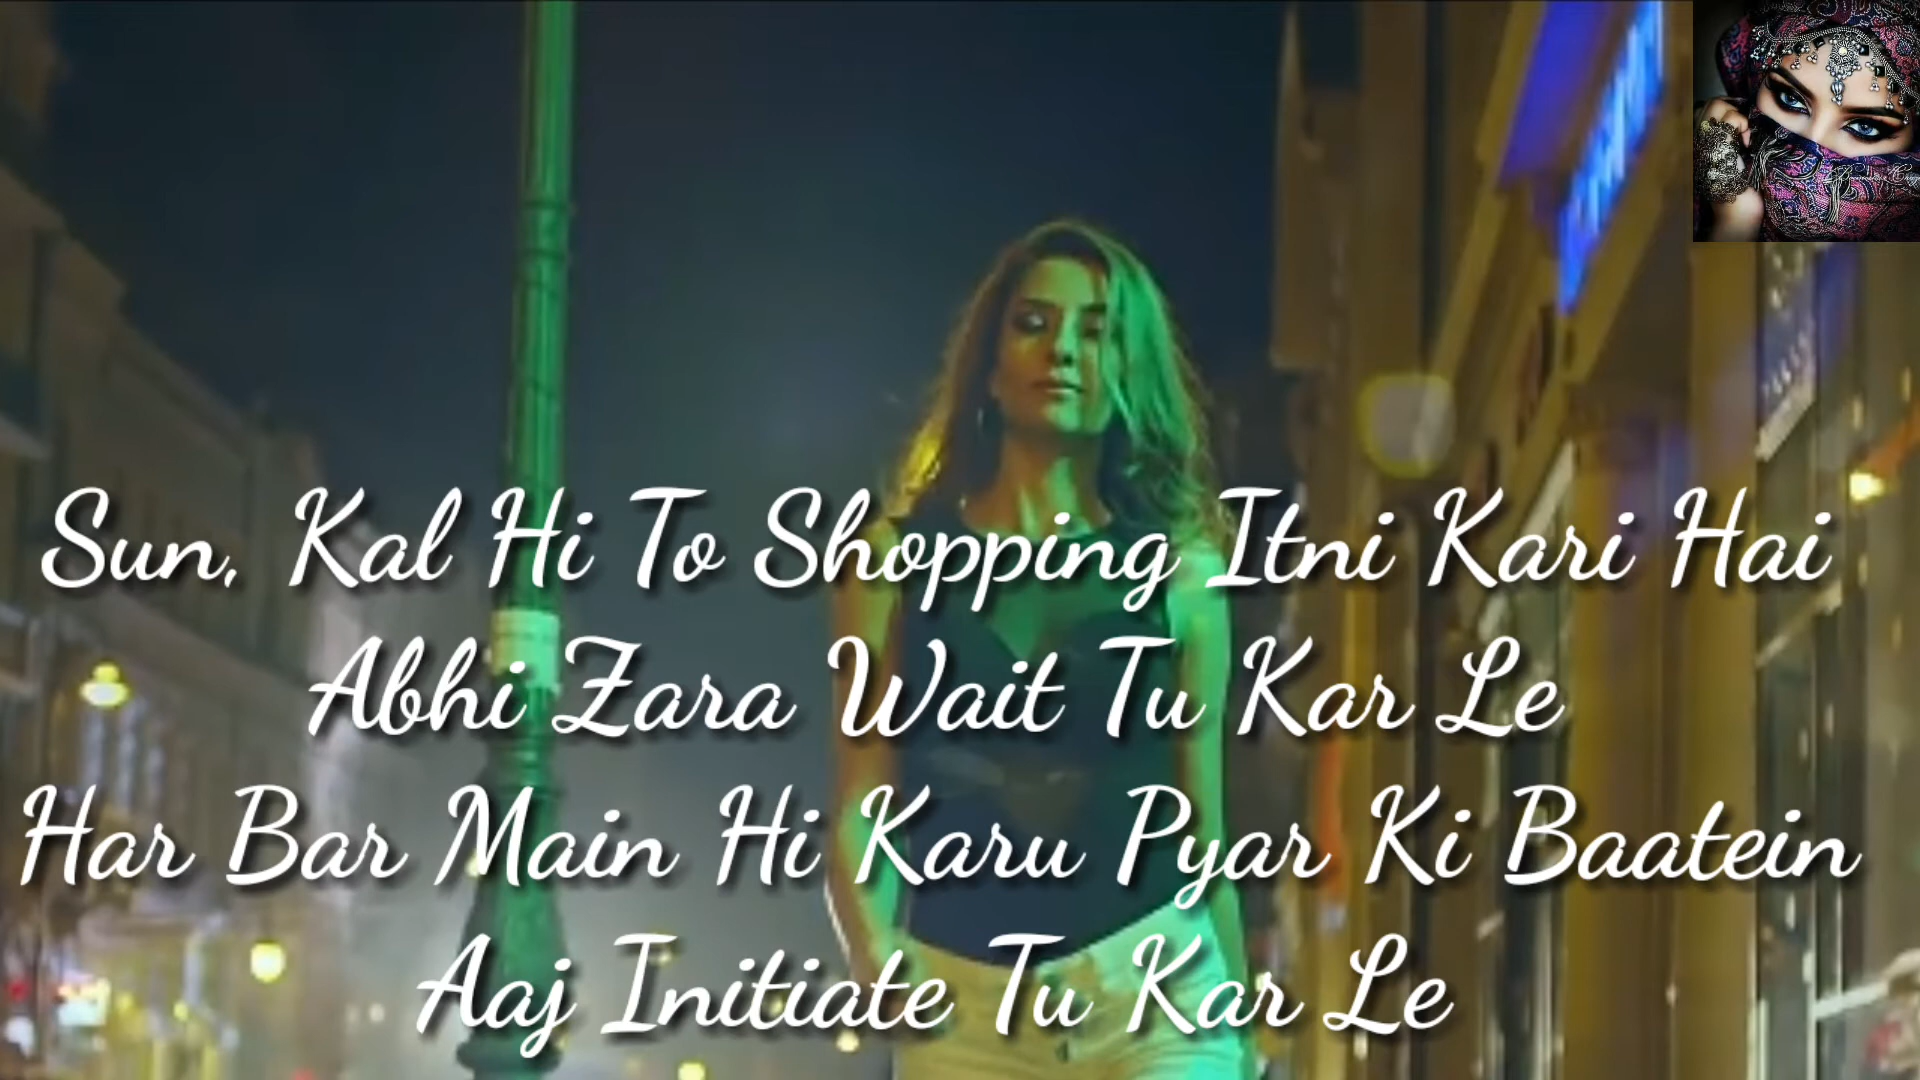 Sun, Kal Hi To Shopping Itni Kari Hai
Abhi Zara Wait Tu Kar Le
Har Bar Main Hi Karu Pyar Ki Baatein
Aaj Initiate Tu Kar Le